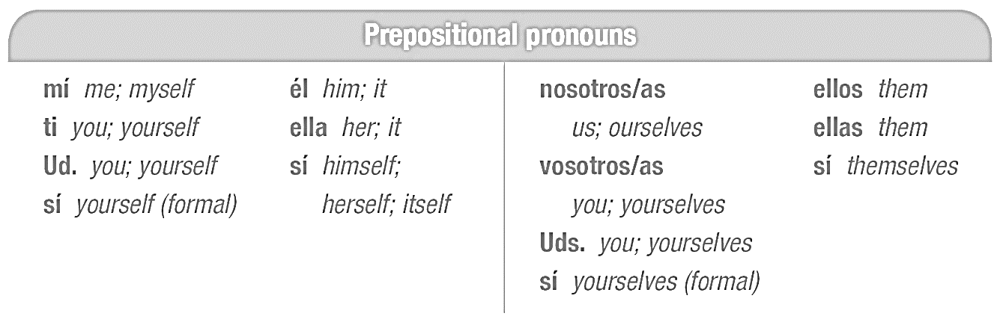 Prepositional pronouns
mí me; myself
ti you; yourself
Ud. you; yourself
sí yourself (formal)
él him; it
ella her; it
sí himself;
herself; itself
nosotros/as
us; ourselves
vosotros/as
you; yourselves
Uds. you; yourselves
sí yourselves (formal)
ellos them
ellas them
sí themselves